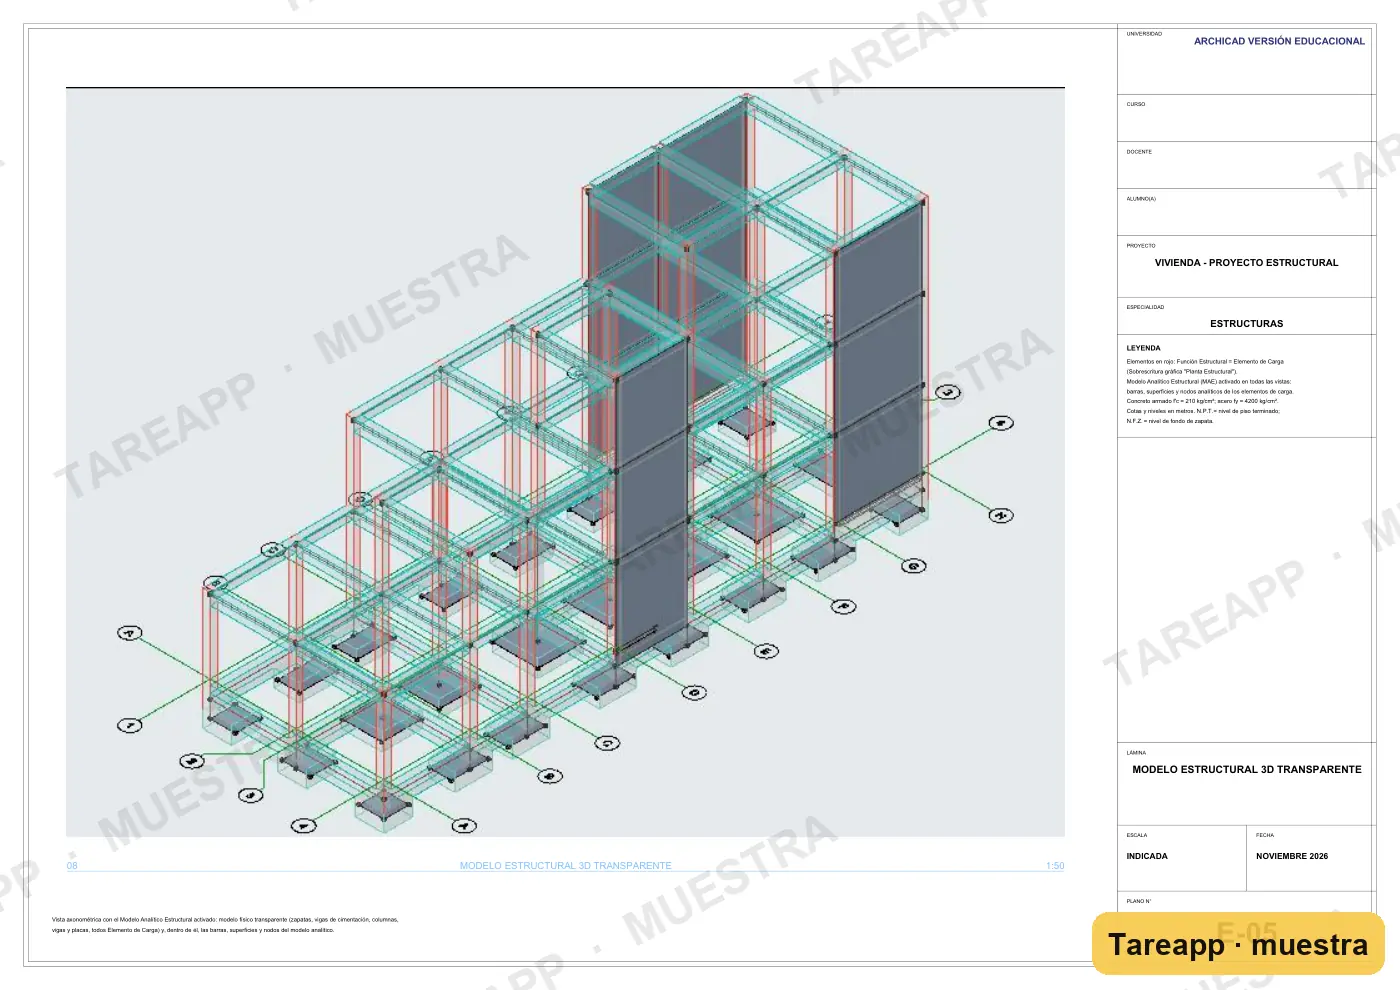 UNIVERSIDAD
ARCHICAD VERSIÓN EDUCACIONAL
CURSO
DOCENTE
ALUMNO(A)
PROYECTO
VIVIENDA - PROYECTO ESTRUCTURAL
ESPECIALIDAD
ESTRUCTURAS
LEYENDA
Elementos en rojo: Función Estructural = Elemento de Carga
(Sobrescritura gráfica "Planta Estructural").
Modelo Analítico Estructural (MAE) activado en todas las vistas:
barras, superficies y nodos analíticos de los elementos de carga.
Concreto armado f'c = 210 kg/cm²; acero fy = 4200 kg/cm².
Cotas y niveles en metros. N.P.T. = nivel de piso terminado;
N.F.Z. = nivel de fondo de zapata.
LÁMINA
MODELO ESTRUCTURAL 3D TRANSPARENTE
ESCALA
INDICADA
FECHA
NOVIEMBRE 2026
PLANO N°
E-05
08
MODELO ESTRUCTURAL 3D TRANSPARENTE
1:50
Vista axonométrica con el Modelo Analítico Estructural activado: modelo físico transparente (zapatas, vigas de cimentación, columnas,
vigas y placas, todos Elemento de Carga) y, dentro de él, las barras, superficies y nodos del modelo analítico.
TAREAPP · MUESTRA
TAREAPP · MUESTRA
Tareapp · muestra